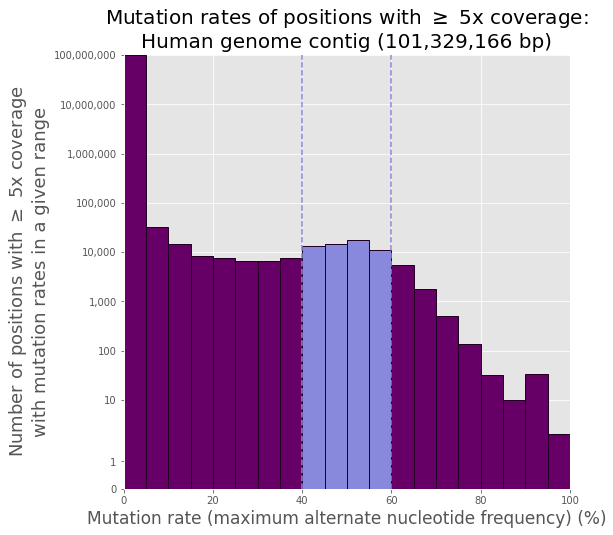 Mutation rates of positions with ≥ 5x coverage:
Human genome contig (101,329,166 bp)
Number of positions with ≥ 5x coverage
with mutation rates in a given range
100,000,000
10,000,000
1,000,000
100,000
10,000
1,000
100
10
1
0
0 20 40 60 80 100
Mutation rate (maximum alternate nucleotide frequency) (%)